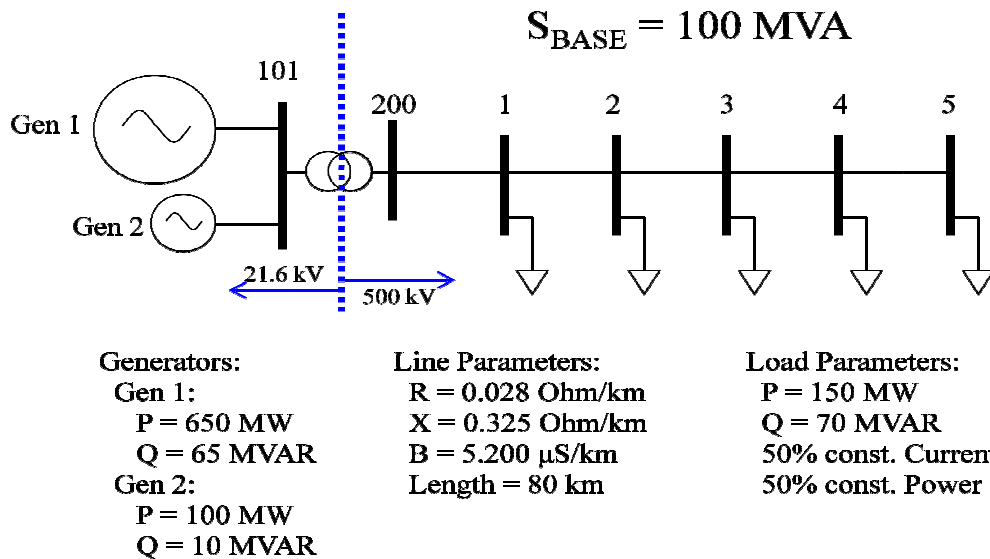 S_BASE = 100 MVA
101
200
1
2
3
4
5
Gen 1
Gen 2
21.6 kV
500 kV
Generators:
Gen 1:
P = 650 MW
Q = 65 MVAR
Gen 2:
P = 100 MW
Q = 10 MVAR
Line Parameters:
R = 0.028 Ohm/km
X = 0.325 Ohm/km
B = 5.200 µS/km
Length = 80 km
Load Parameters:
P = 150 MW
Q = 70 MVAR
50% const. Curren
50% const. Power